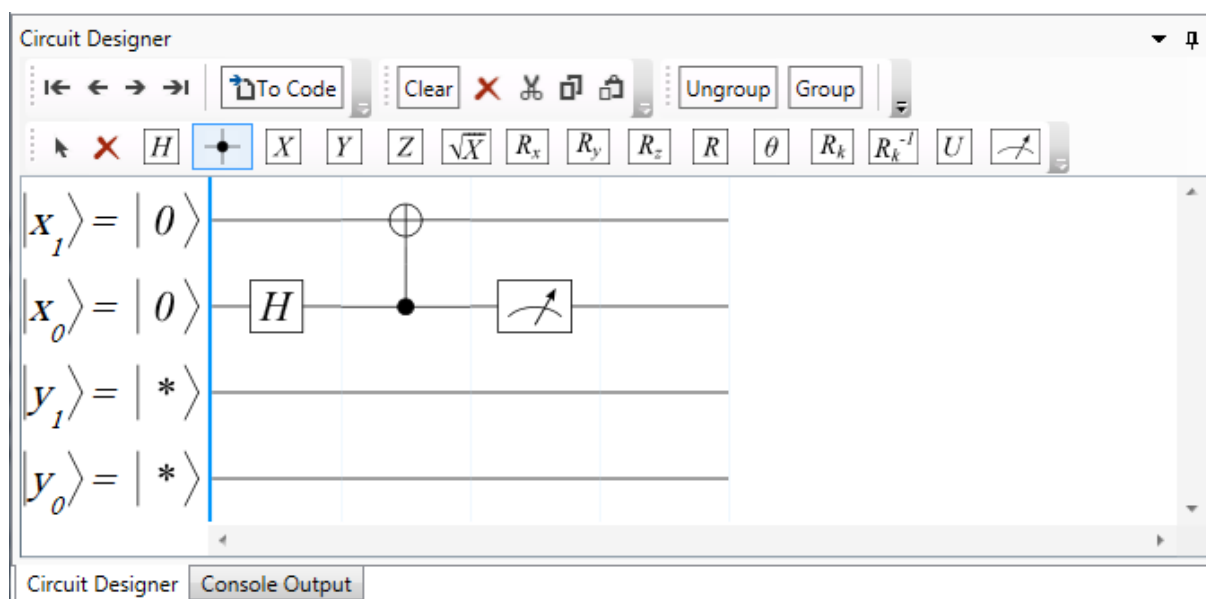 Circuit Designer
To Code Clear Ungroup Group
H X Y Z √X Rx Ry Rz R θ Rk Rk⁻¹ U
|x₁⟩ = | 0 ⟩
|x₀⟩ = | 0 ⟩ H
|y₁⟩ = | * ⟩
|y₀⟩ = | * ⟩
Circuit Designer Console Output